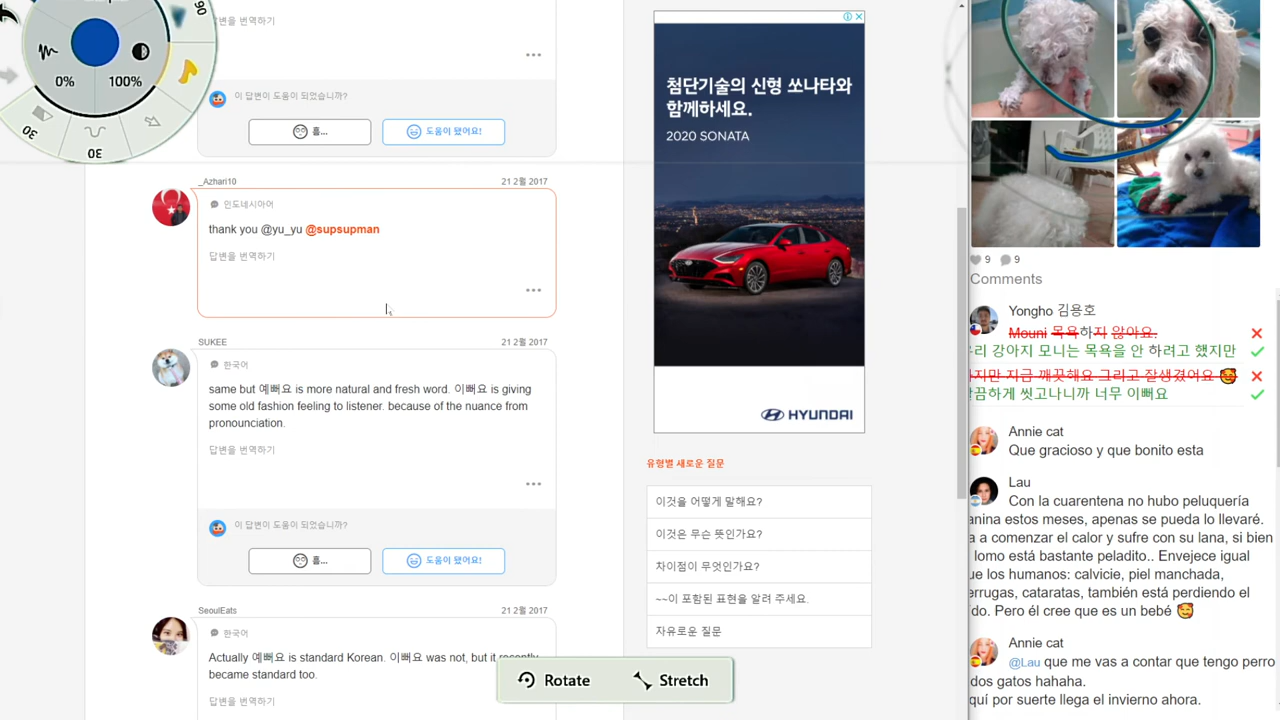 0%
100%
30
30
06
변을 번역하기
이 답변이 도움이 되었습니까?
흠...
도움이 됐어요!
_Azhari10
21 2월 2017
인도네시아어
thank you @yu_yu @supsupman
답변을 번역하기
SUKEE
21 2월 2017
한국어
same but 예뻐요 is more natural and fresh word. 이뻐요 is giving
some old fashion feeling to listener. because of the nuance from
pronounciation.
답변을 번역하기
이 답변이 도움이 되었습니까?
흠...
도움이 됐어요!
SeoulEats
21 2월 2017
한국어
Actually 예뻐요 is standard Korean. 이뻐요 was not, but it recently
became standard too.
답변을 번역하기
Rotate
Stretch
첨단기술의 신형 쏘나타와
함께하세요.
2020 SONATA
HYUNDAI
유형별 새로운 질문
이것을 어떻게 말해요?
이것은 무슨 뜻인가요?
차이점이 무엇인가요?
~~이 포함된 표현을 알려 주세요.
자유로운 질문
9 9
Comments
Yongho 김용호
Mouni 목욕하지 않아요.
리 강아지 모니는 목욕을 안 하려고 했지만
지만 지금 깨끗해요 그리고 잘생겼어요
끔하게 씻고나니까 너무 이뻐요
Annie cat
Que gracioso y que bonito esta
Lau
Con la cuarentena no hubo peluquería
anina estos meses, apenas se pueda lo llevaré.
a a comenzar el calor y sufre con su lana, si bien
lomo está bastante peladito.. Envejece igual
ue los humanos: calvicie, piel manchada,
errugas, cataratas, también está perdiendo el
do. Pero él cree que es un bebé
Annie cat
@Lau que me vas a contar que tengo perro
dos gatos hahaha.
quí por suerte llega el invierno ahora.